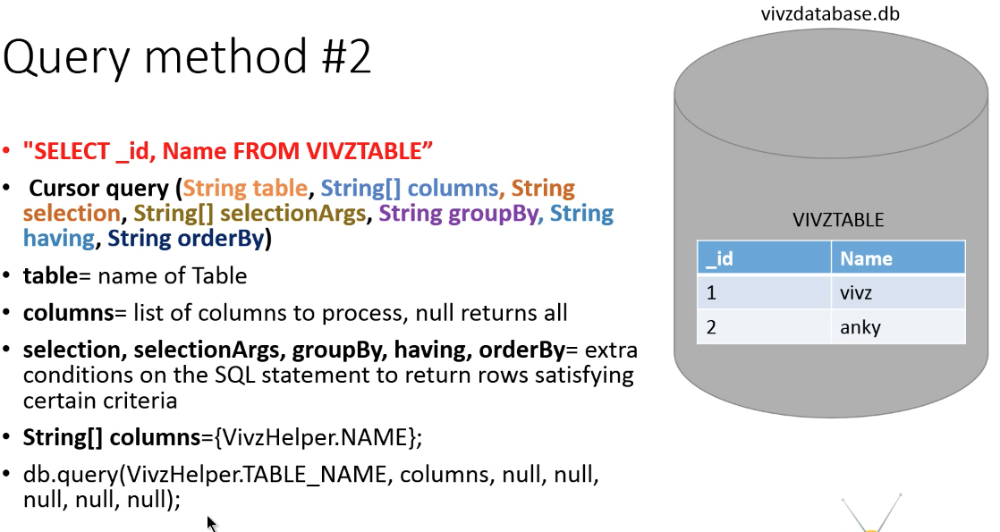 vivzdatabase.db
Query method #2
• "SELECT _id, Name FROM VIVZTABLE”
• Cursor query (String table, String[] columns, String
selection, String[] selectionArgs, String groupBy, String
having, String orderBy)
• table= name of Table
• columns= list of columns to process, null returns all
• selection, selectionArgs, groupBy, having, orderBy= extra
conditions on the SQL statement to return rows satisfying
certain criteria
• String[] columns={VivzHelper.NAME};
• db.query(VivzHelper.TABLE_NAME, columns, null, null,
null, null, null);
VIVZTABLE
_id Name
1 vivz
2 anky